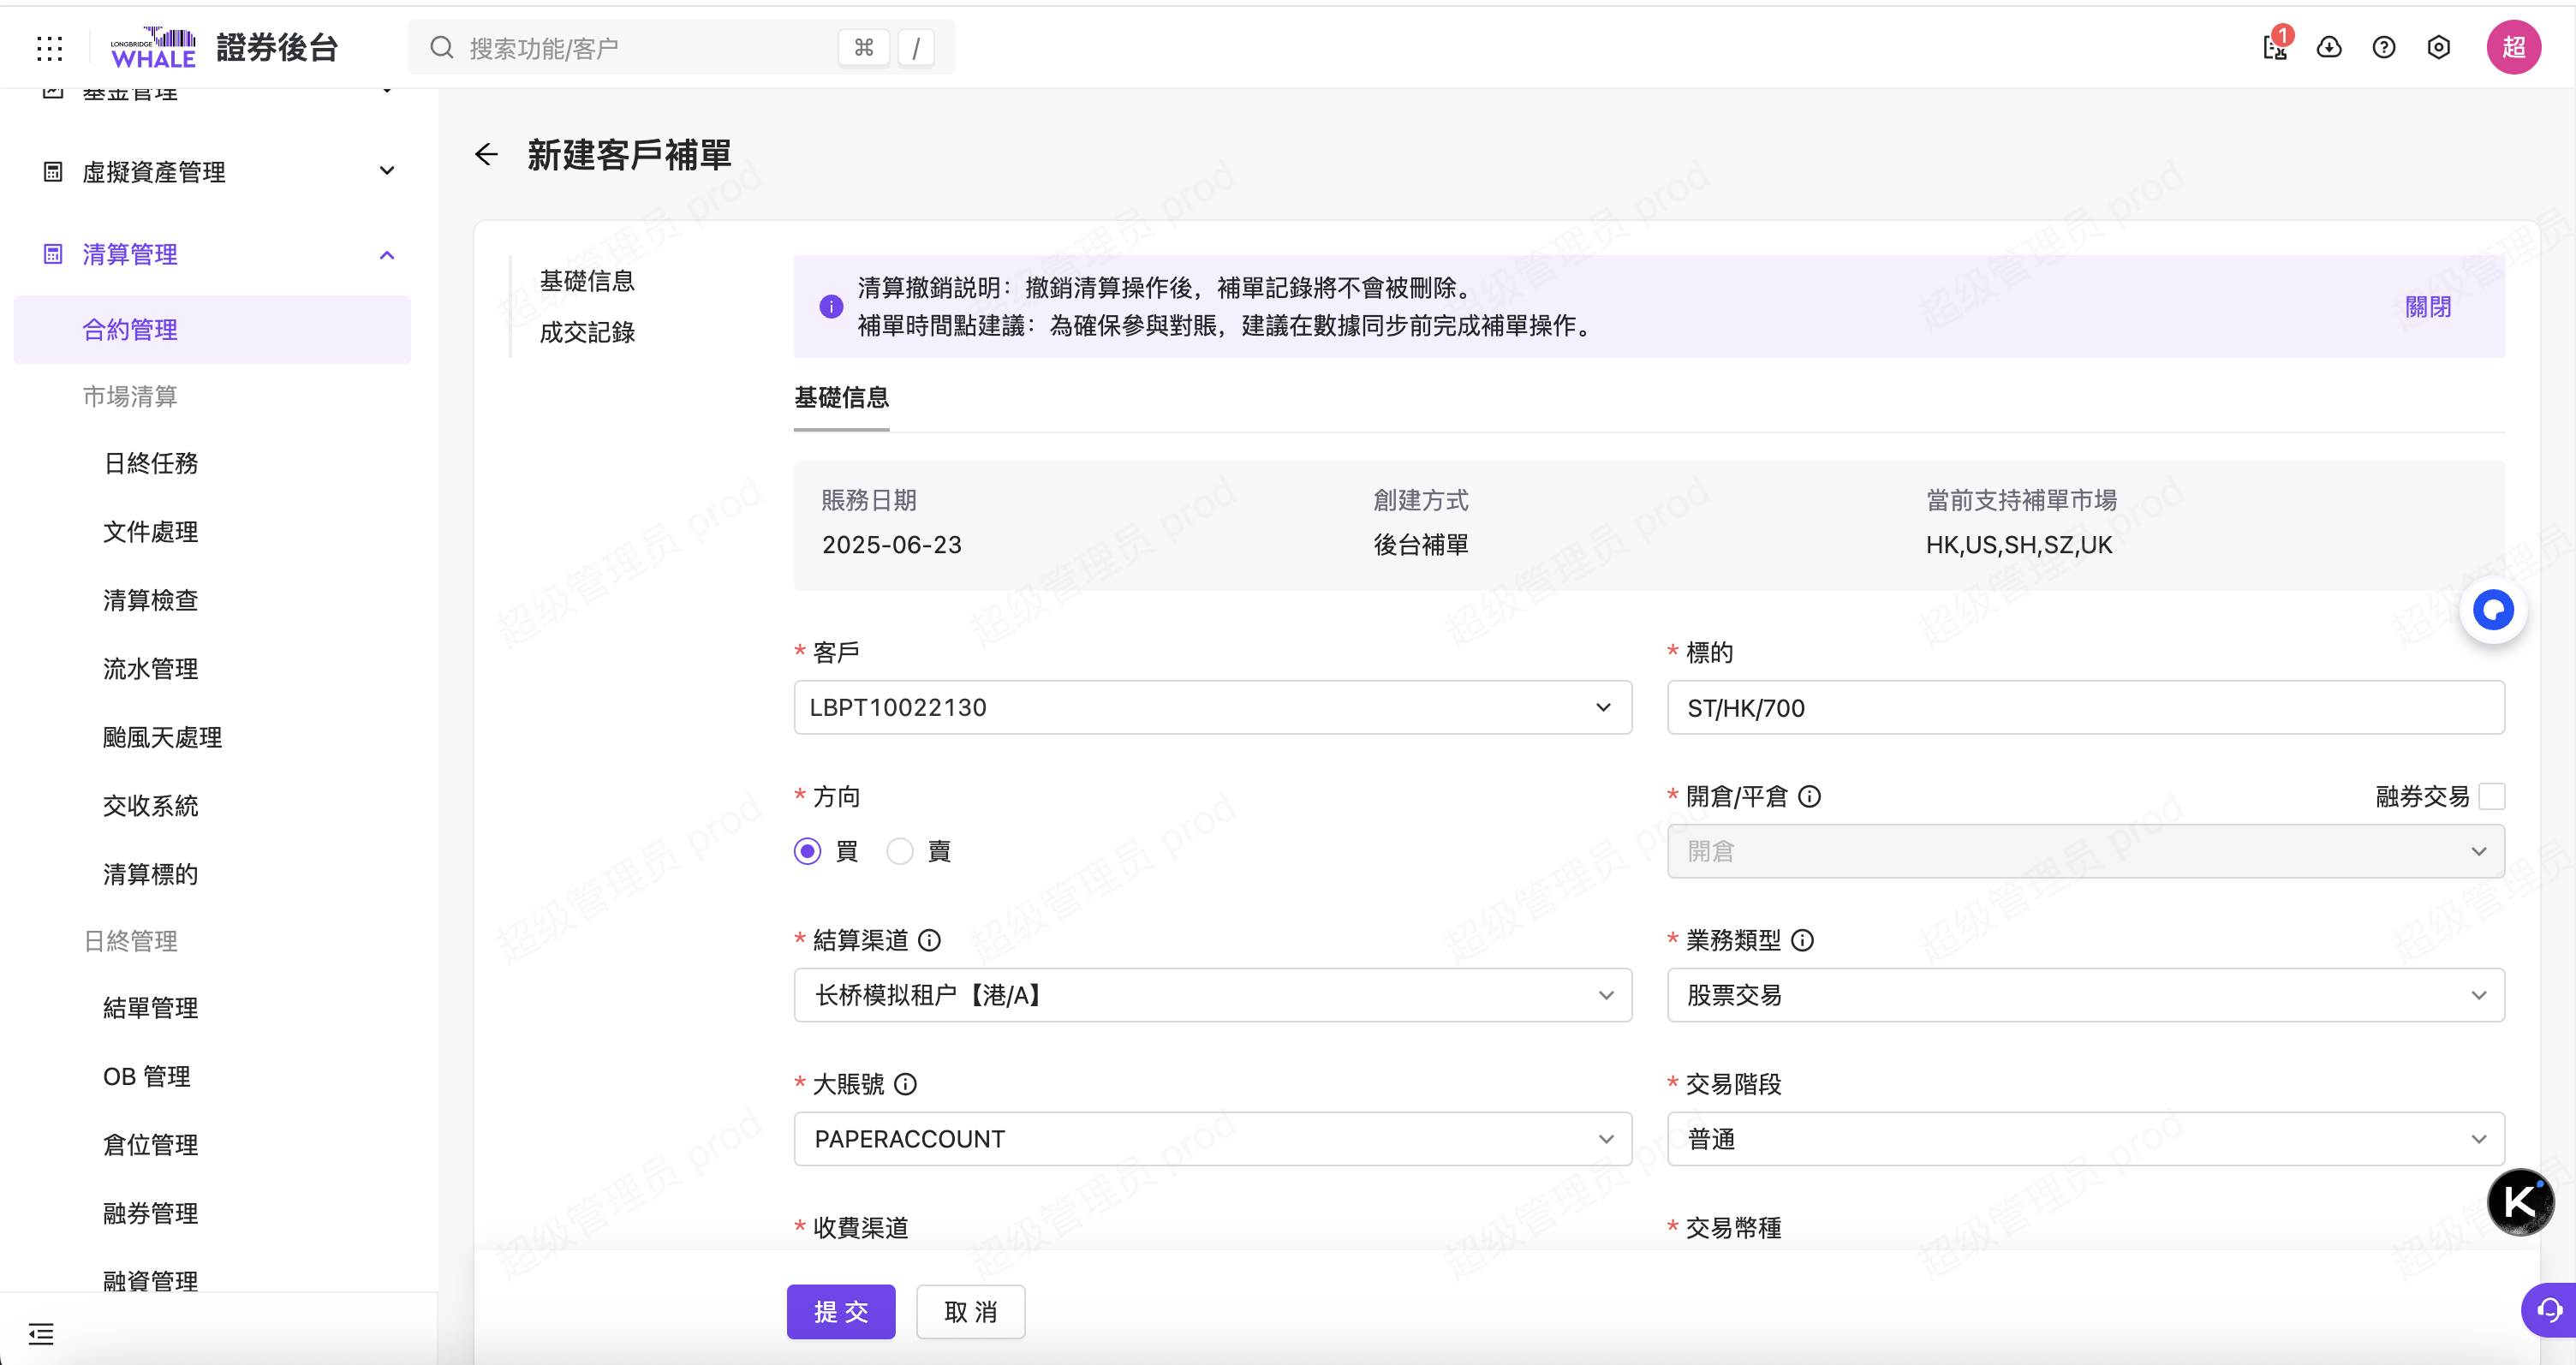 LONGBRIDGE
WHALE
證券後台
搜索功能/客户
⌘ /
1
超
基金管理
虛擬資產管理
清算管理
合約管理
市場清算
日終任務
文件處理
清算檢查
流水管理
颱風天處理
交收系統
清算標的
日終管理
結單管理
OB 管理
倉位管理
融券管理
融資管理
新建客戶補單
基礎信息
成交記錄
清算撤銷説明：撤銷清算操作後，補單記錄將不會被刪除。
補單時間點建議：為確保參與對賬，建議在數據同步前完成補單操作。
關閉
基礎信息
賬務日期
2025-06-23
創建方式
後台補單
當前支持補單市場
HK,US,SH,SZ,UK
* 客戶
LBPT10022130
* 標的
ST/HK/700
* 方向
買 賣
* 開倉/平倉
融券交易
開倉
* 結算渠道
长桥模拟租户【港/A】
* 業務類型
股票交易
* 大賬號
PAPERACCOUNT
* 交易階段
普通
* 收費渠道
* 交易幣種
提 交
取 消
K
超级管理员 prod